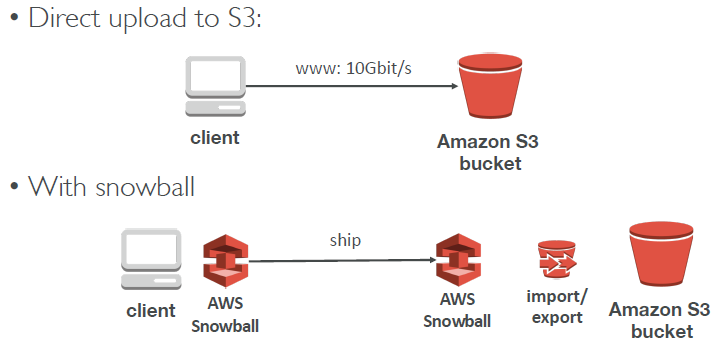 • Direct upload to S3:
www: 10Gbit/s
client
Amazon S3
bucket
• With snowball
ship
client
AWS
Snowball
AWS
Snowball
import/
export
Amazon S3
bucket